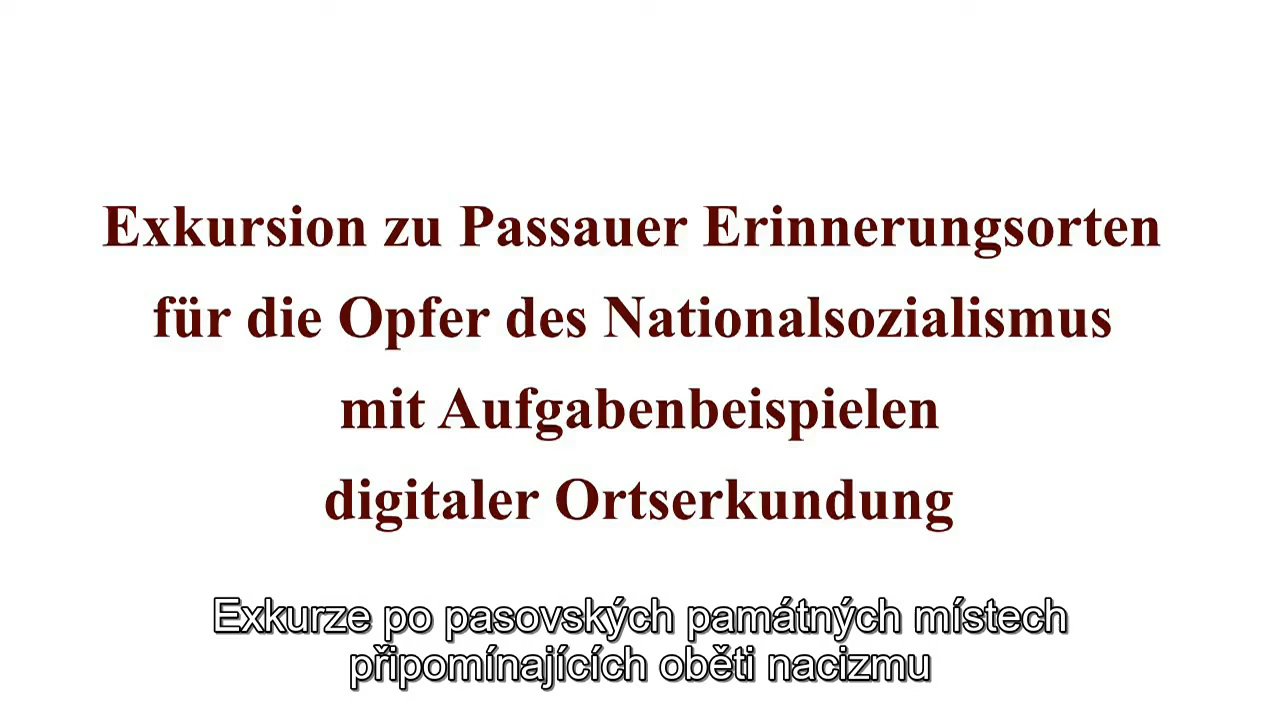 Exkursion zu Passauer Erinnerungsorten
für die Opfer des Nationalsozialismus
mit Aufgabenbeispielen
digitaler Ortserkundung
Exkurze po pasovských památných místech
připomínajících oběti nacizmu